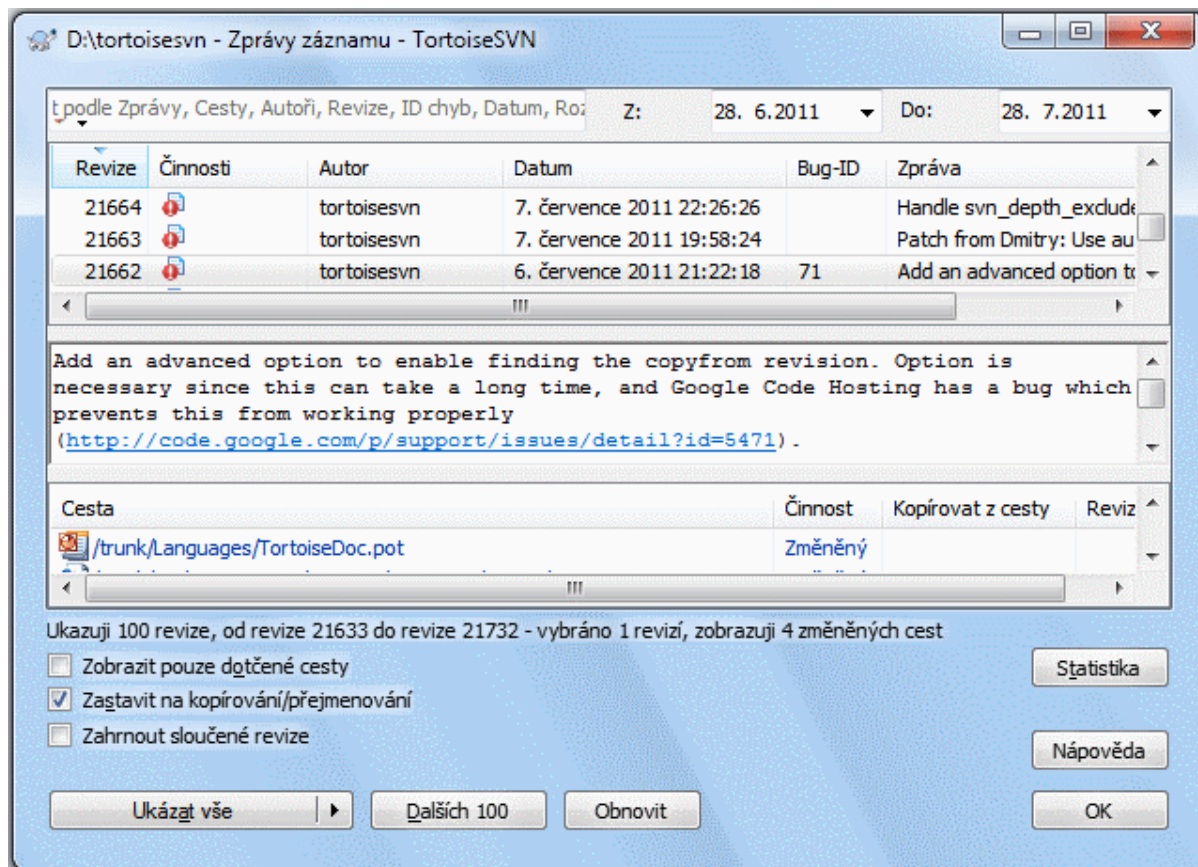 D:\tortoisesvn - Zprávy záznamu - TortoiseSVN
podle Zprávy, Cesty, Autoři, Revize, ID chyb, Datum, Z: 28. 6.2011 Do: 28. 7.2011
Revize Činnosti Autor Datum Bug-ID Zpráva
21664 tortoisesvn 7. července 2011 22:26:26 Handle svn_depth_exclude
21663 tortoisesvn 7. července 2011 19:58:24 Patch from Dmitry: Use au
21662 tortoisesvn 6. července 2011 21:22:18 71 Add an advanced option to
Add an advanced option to enable finding the copyfrom revision. Option is
necessary since this can take a long time, and Google Code Hosting has a bug which
prevents this from working properly
(http://code.google.com/p/support/issues/detail?id=5471).
Cesta Činnost Kopírovat z cesty Reviz
/trunk/Languages/TortoiseDoc.pot Změněný
Ukazuji 100 revize, od revize 21633 do revize 21732 - vybráno 1 revizí, zobrazuji 4 změněných cest
Zobrazit pouze dotčené cesty
Statistika
Zastavit na kopírování/přejmenování
Zahrnout sloučené revize
Nápověda
Ukázat vše Dalších 100 Obnovit OK